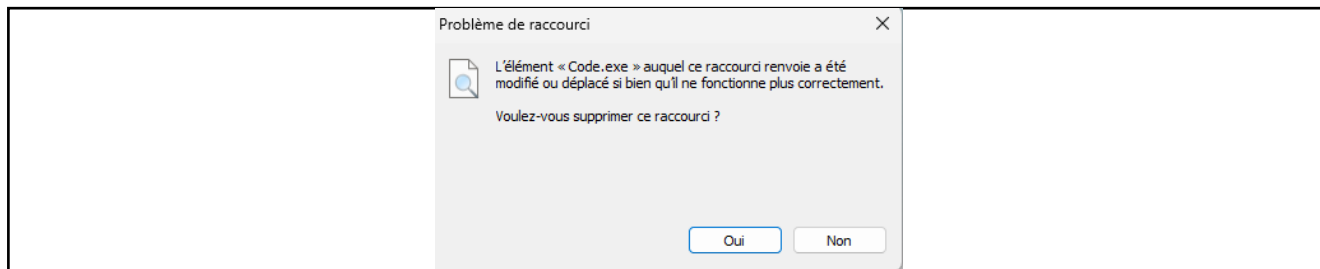 Problème de raccourci
L'élément « Code.exe » auquel ce raccourci renvoie a été
modifié ou déplacé si bien qu'il ne fonctionne plus correctement.
Voulez-vous supprimer ce raccourci ?
Oui
Non